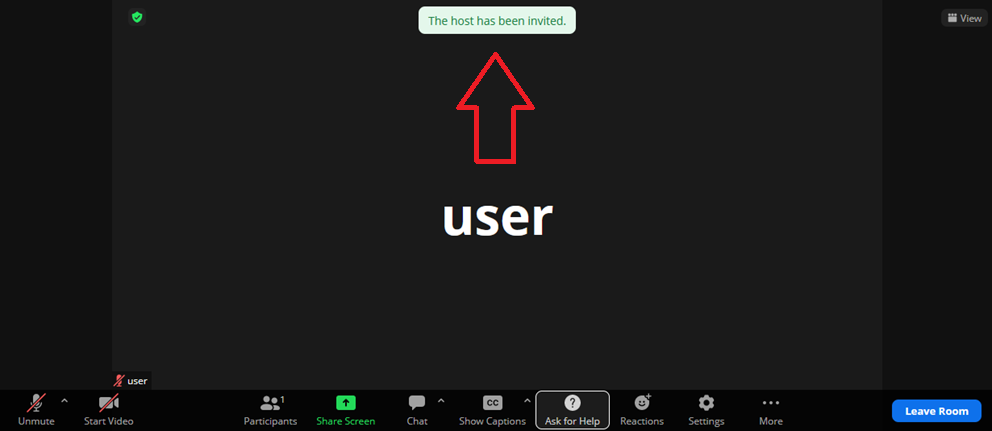 The host has been invited.
View
user
user
Unmute
Start Video
Participants
1
Share Screen
Chat
CC
Show Captions
?
Ask for Help
Reactions
Settings
More
Leave Room